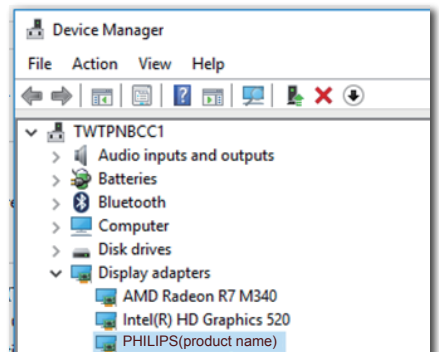 Device Manager
File Action View Help
TWTPNBCC1
Audio inputs and outputs
Batteries
Bluetooth
Computer
Disk drives
Display adapters
AMD Radeon R7 M340
Intel(R) HD Graphics 520
PHILIPS(product name)